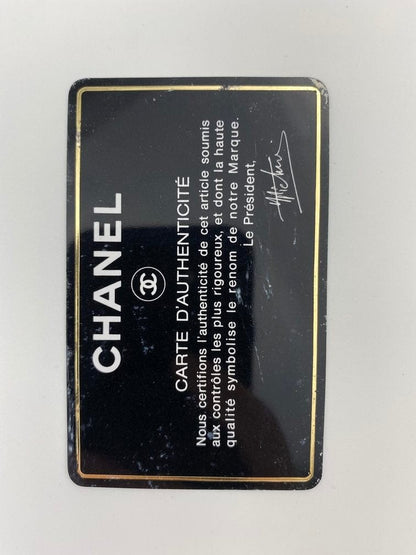 CHANEL
CARTE D'AUTHENTICITÉ
Nous certifions l'authenticité de cet article soumis
aux contrôles les plus rigoureux, et dont la haute
qualité symbolise le renom de notre Marque.
Le Président,